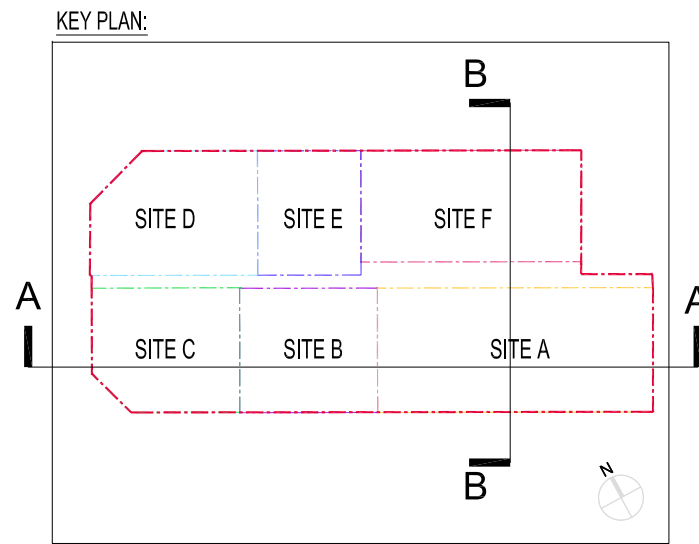 KEY PLAN:
B
SITE D
SITE E
SITE F
A
A
SITE C
SITE B
SITE A
B
N